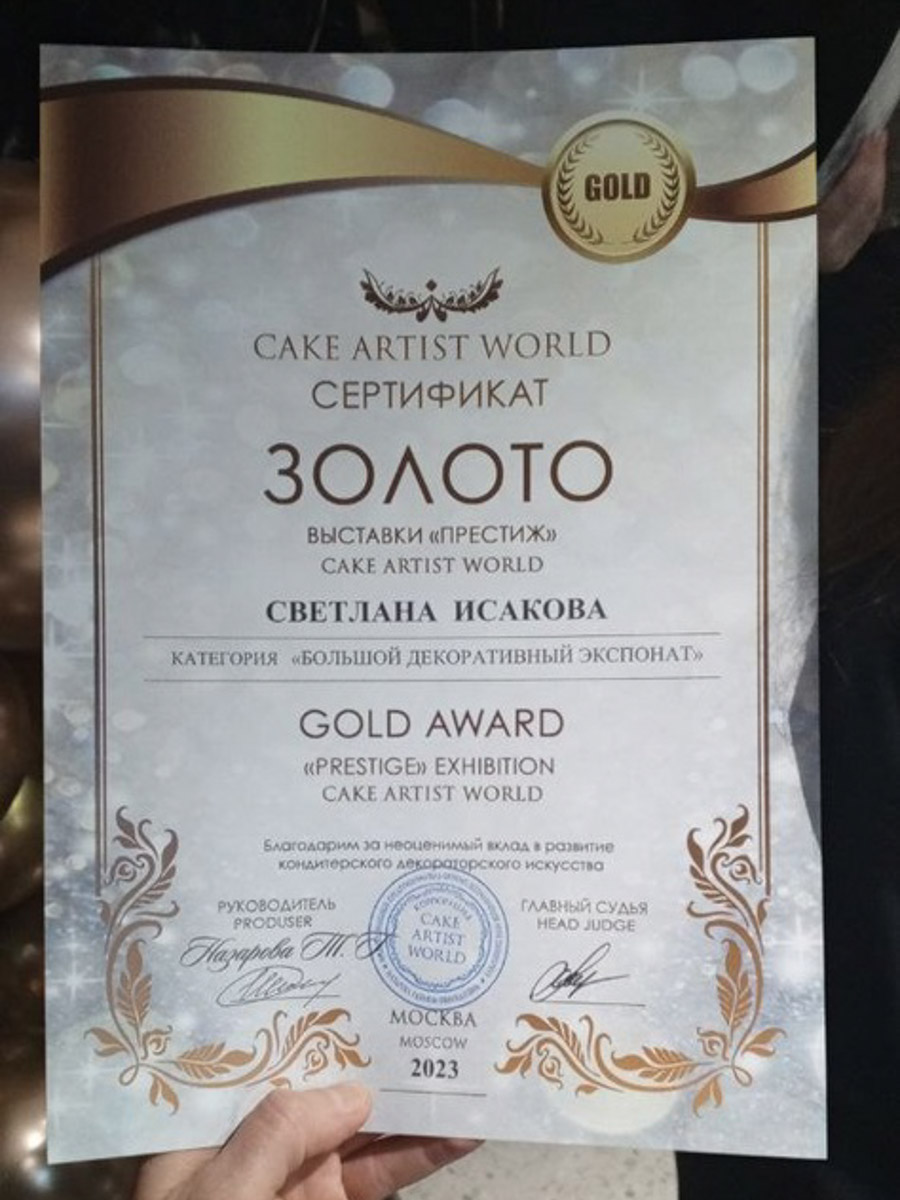 GOLD
CAKE ARTIST WORLD
СЕРТИФИКАТ
ЗОЛОТО
ВЫСТАВКИ «ПРЕСТИЖ»
CAKE ARTIST WORLD
СВЕТЛАНА ИСАКОВА
КАТЕГОРИЯ «БОЛЬШОЙ ДЕКОРАТИВНЫЙ ЭКСПОНАТ»
GOLD AWARD
«PRESTIGE» EXHIBITION
CAKE ARTIST WORLD
Благодарим за неоценимый вклад в развитие
кондитерского декораторского искусства
РУКОВОДИТЕЛЬ
PRODUSER
Назарова Т. Г
CAKE
ARTIST
WORLD
ГЛАВНЫЙ СУДЬЯ
HEAD JUDGE
МОСКВА
MOSCOW
2023